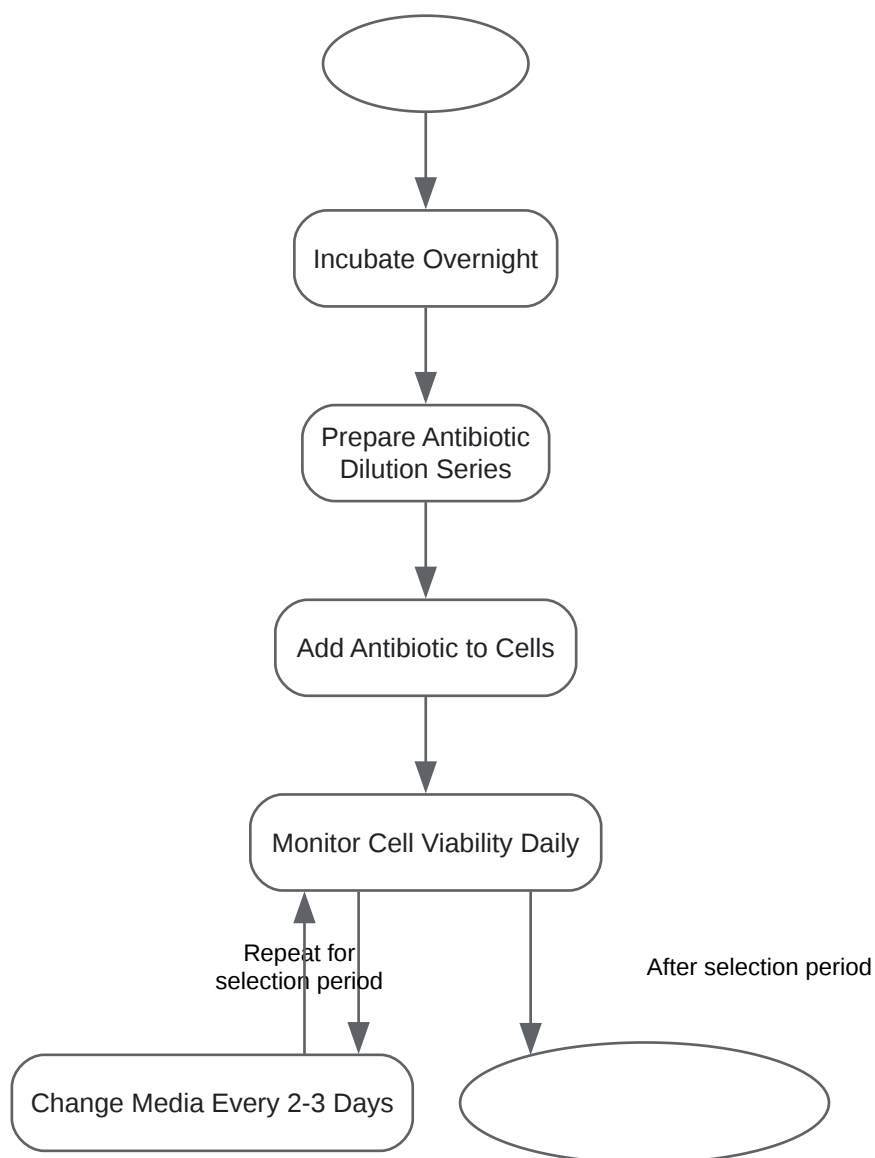 Incubate Overnight
Prepare Antibiotic
Dilution Series
Add Antibiotic to Cells
Monitor Cell Viability Daily
Repeat for
selection period
After selection period
Change Media Every 2-3 Days